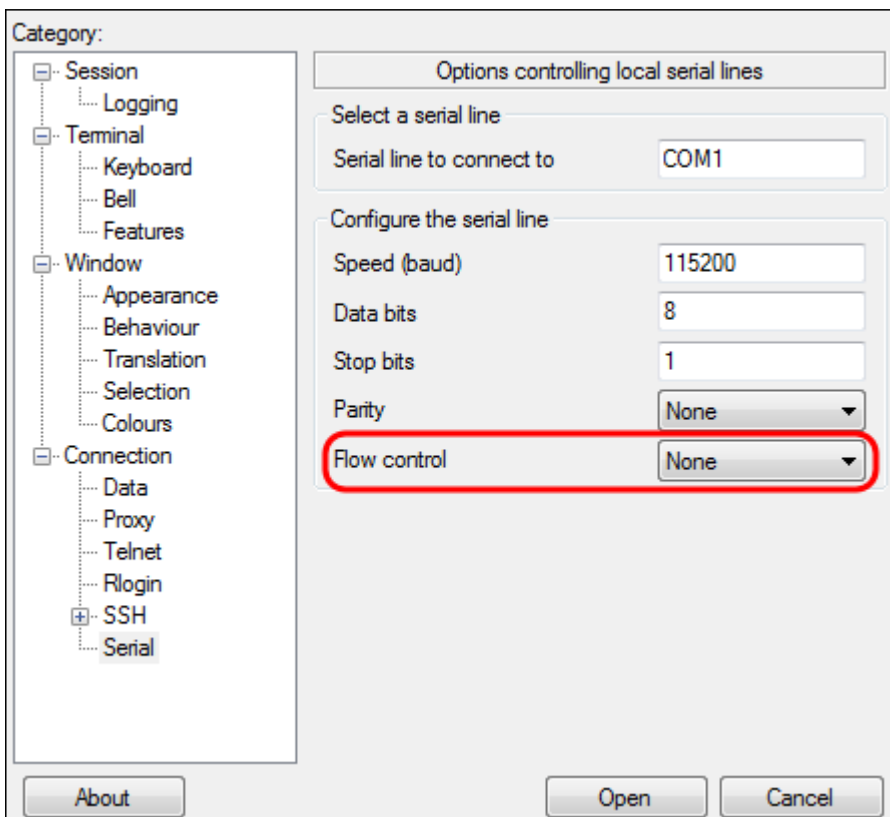 Category:
Session
Logging
Terminal
Keyboard
Bell
Features
Window
Appearance
Behaviour
Translation
Selection
Colours
Connection
Data
Proxy
Telnet
Rlogin
SSH
Serial
Options controlling local serial lines
Select a serial line
Serial line to connect to COM1
Configure the serial line
Speed (baud) 115200
Data bits 8
Stop bits 1
Parity None
Flow control None
About Open Cancel